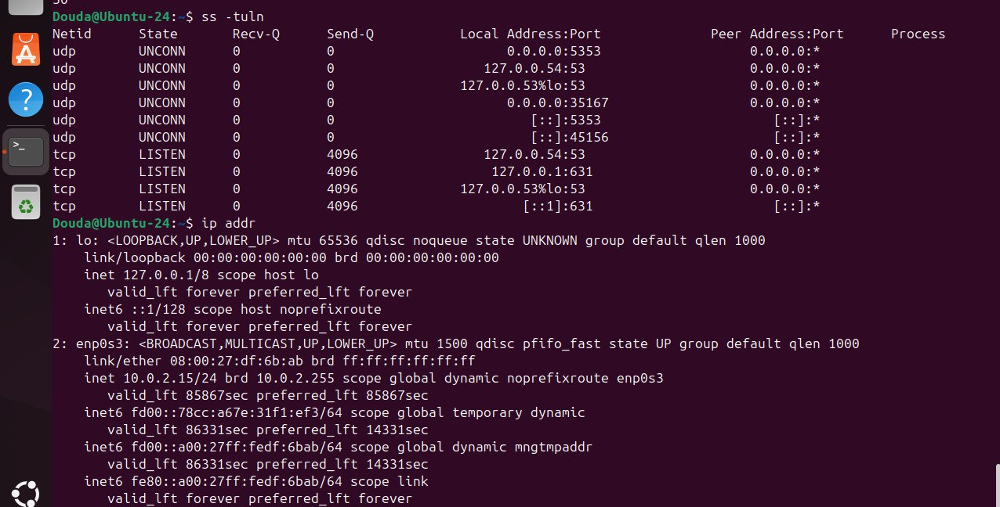 Douda@Ubuntu-24:~$ ss -tuln
Netid State Recv-Q Send-Q Local Address:Port Peer Address:Port Process
udp UNCONN 0 0 0.0.0.0:5353 0.0.0.0:*
udp UNCONN 0 0 127.0.0.54:53 0.0.0.0:*
udp UNCONN 0 0 127.0.0.53%lo:53 0.0.0.0:*
udp UNCONN 0 0 0.0.0.0:35167 0.0.0.0:*
udp UNCONN 0 0 [::]:5353 [::]:*
udp UNCONN 0 0 [::]:45156 [::]:*
tcp LISTEN 0 4096 127.0.0.54:53 0.0.0.0:*
tcp LISTEN 0 4096 127.0.0.1:631 0.0.0.0:*
tcp LISTEN 0 4096 127.0.0.53%lo:53 0.0.0.0:*
tcp LISTEN 0 4096 [::1]:631 [::]:*
Douda@Ubuntu-24:~$ ip addr
1: lo: <LOOPBACK,UP,LOWER_UP> mtu 65536 qdisc noqueue state UNKNOWN group default qlen 1000
link/loopback 00:00:00:00:00:00 brd 00:00:00:00:00:00
inet 127.0.0.1/8 scope host lo
valid_lft forever preferred_lft forever
inet6 ::1/128 scope host noprefixroute
valid_lft forever preferred_lft forever
2: enp0s3: <BROADCAST,MULTICAST,UP,LOWER_UP> mtu 1500 qdisc pfifo_fast state UP group default qlen 1000
link/ether 08:00:27:df:6b:ab brd ff:ff:ff:ff:ff:ff
inet 10.0.2.15/24 brd 10.0.2.255 scope global dynamic noprefixroute enp0s3
valid_lft 85867sec preferred_lft 85867sec
inet6 fd00::78cc:a67e:31f1:ef3/64 scope global temporary dynamic
valid_lft 86331sec preferred_lft 14331sec
inet6 fd00::a00:27ff:fedf:6bab/64 scope global dynamic mngtmpaddr
valid_lft 86331sec preferred_lft 14331sec
inet6 fe80::a00:27ff:fedf:6bab/64 scope link
valid_lft forever preferred_lft forever